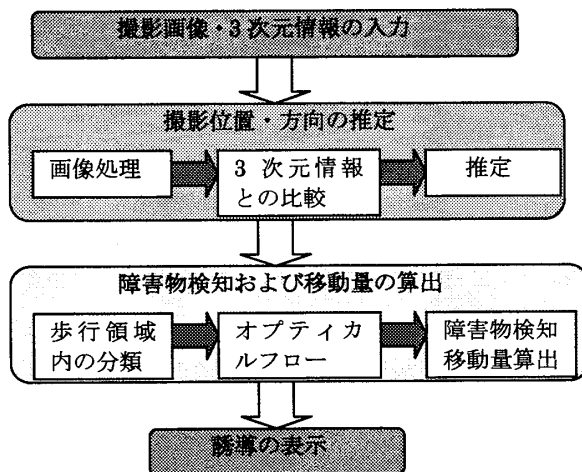 撮影画像・3次元情報の入力
撮影位置・方向の推定
画像処理
3次元情報
との比較
推定
障害物検知および移動量の算出
歩行領域
内の分類
オプティカ
ルフロー
障害物検知
移動量算出
誘導の表示